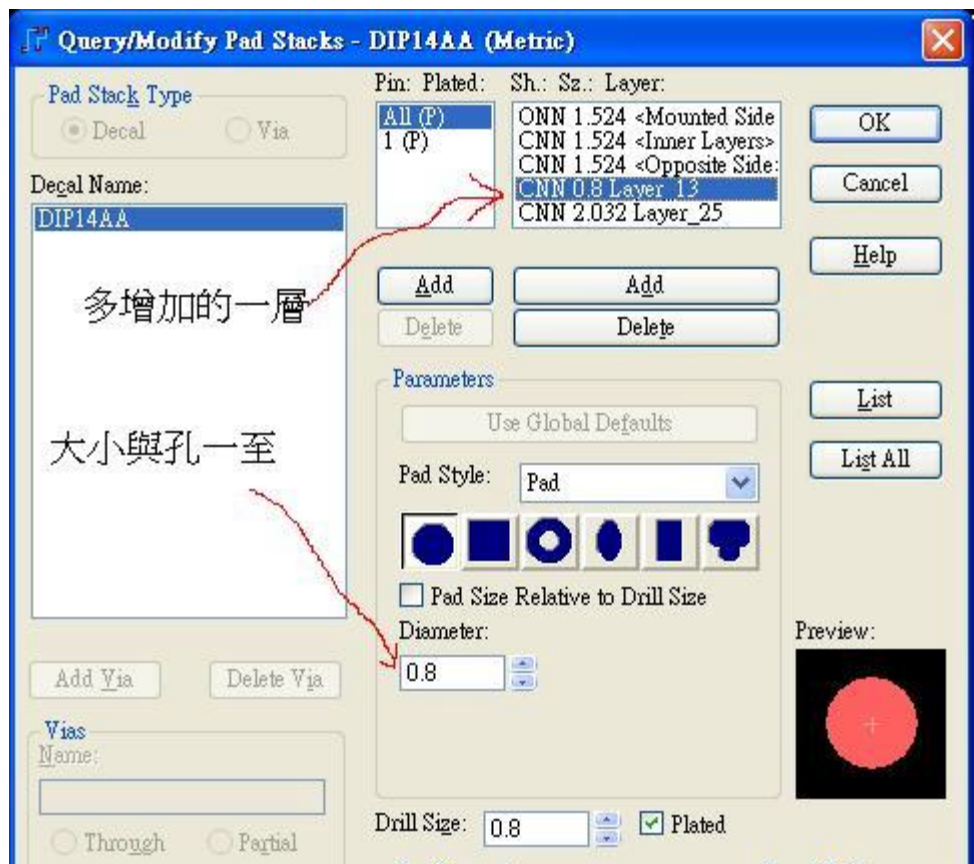 Query/Modify Pad Stacks - DIP14AA (Metric)
Pad Stack Type
Decal
Via
Decal Name:
DIP14AA
多增加的一層
大小與孔一至
Add Via
Delete Via
Vias
Name:
Through
Partial
Pin: Plated:
All (P)
1 (P)
Sh.: Sz.: Layer:
ONN 1.524 <Mounted Side
CNN 1.524 <Inner Layers>
CNN 1.524 <Opposite Side:
CNN 0.8 Layer_13
CNN 2.032 Layer_25
Add
Delete
Add
Delete
Parameters
Use Global Defaults
Pad Style:
Pad
Pad Size Relative to Drill Size
Diameter:
0.8
Drill Size:
0.8
Plated
OK
Cancel
Help
List
List All
Preview: